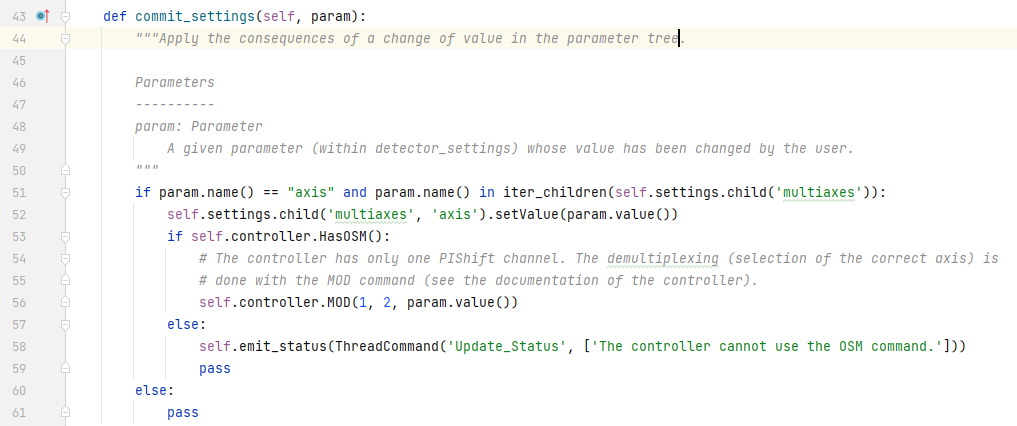 43 def commit_settings(self, param):
44 """Apply the consequences of a change of value in the parameter tree.
45
46 Parameters
47 ----------
48 param: Parameter
49 A given parameter (within detector_settings) whose value has been changed by the user.
50 """
51 if param.name() == "axis" and param.name() in iter_children(self.settings.child('multiaxes')):
52 self.settings.child('multiaxes', 'axis').setValue(param.value())
53 if self.controller.HasOSM():
54 # The controller has only one PIShift channel. The demultiplexing (selection of the correct axis) is
55 # done with the MOD command (see the documentation of the controller).
56 self.controller.MOD(1, 2, param.value())
57 else:
58 self.emit_status(ThreadCommand('Update_Status', ['The controller cannot use the OSM command.']))
59 pass
60 else:
61 pass